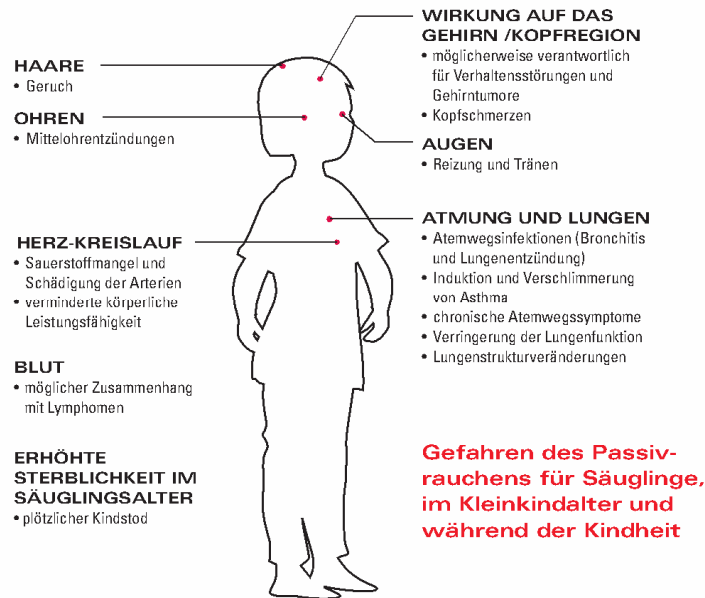 HAARE
• Geruch
OHREN
• Mittelohrentzündungen
HERZ-KREISLAUF
• Sauerstoffmangel und
Schädigung der Arterien
• verminderte körperliche
Leistungsfähigkeit
BLUT
• möglicher Zusammenhang
mit Lymphomen
ERHÖHTE
STERBLICHKEIT IM
SÄUGLINGSALTER
• plötzlicher Kindstod
WIRKUNG AUF DAS
GEHIRN /KOPFREGION
• möglicherweise verantwortlich
für Verhaltensstörungen und
Gehirntumore
• Kopfschmerzen
AUGEN
• Reizung und Tränen
ATMUNG UND LUNGEN
• Atemwegsinfektionen (Bronchitis
und Lungenentzündung)
• Induktion und Verschlimmerung
von Asthma
• chronische Atemwegssymptome
• Verringerung der Lungenfunktion
• Lungenstrukturveränderungen
Gefahren des Passiv-
rauchens für Säuglinge,
im Kleinkindalter und
während der Kindheit